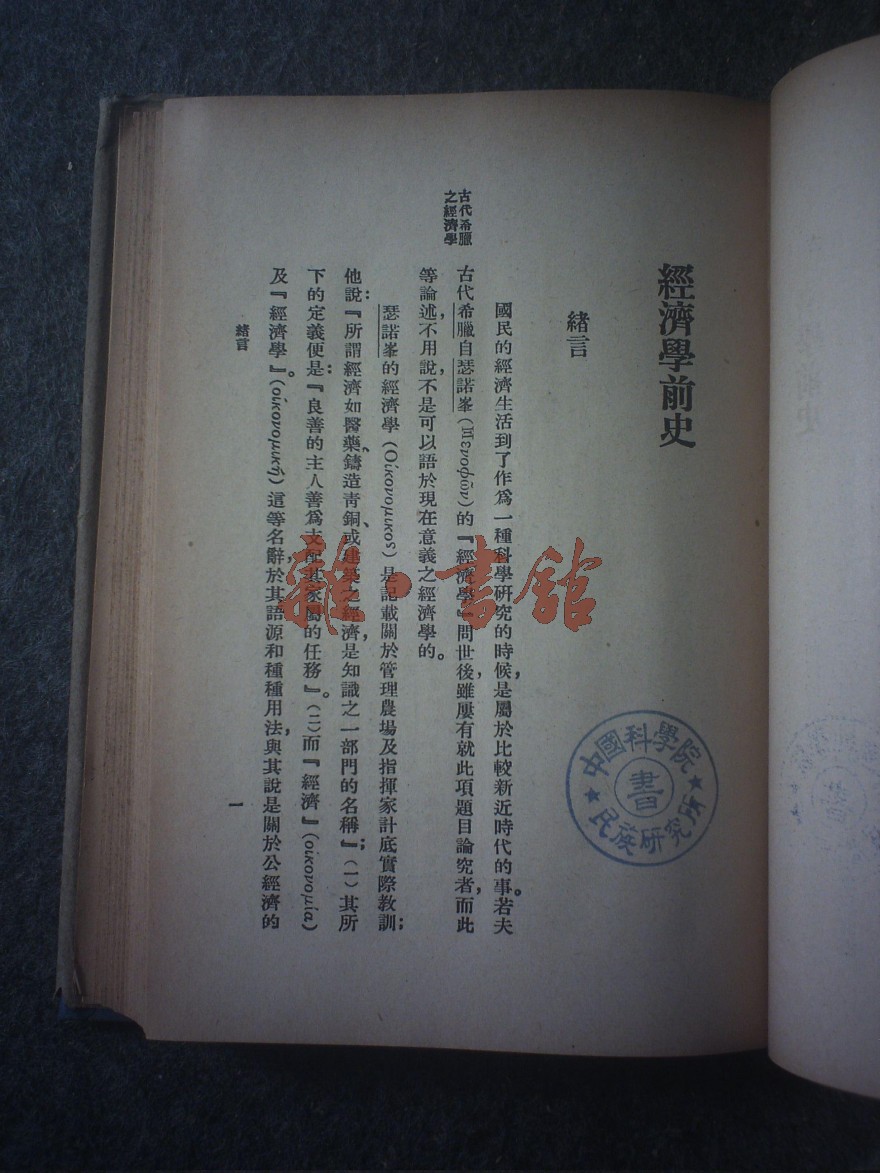 經濟學前史
緒言
國民的經濟生活到了作爲一種科學研究的時候,是屬於比較新近時代的事。若夫
古代希臘
之經濟學
古代希臘自瑟諾峯(Ξενοφῶν)的『經濟學』問世後,雖屢有就此項題目論究者,而此
等論述,不用說,不是可以語於現在意義之經濟學的。
瑟諾峯的經濟學(Οἰκονομικος)是記載關於管理農場及指揮家計底實際教訓;
他說:『所謂經濟如醫藥、鑄造靑銅、或建築之經濟,是知識之一部門的名稱』;(一)其所
下的定義便是:『良善的主人善爲支配其家屬的任務』。(二)而『經濟』(οἰκονομία)
及『經濟學』。(οἰκονομικὴ)這等名辭,於其語源和種種用法,與其說是關於公經濟的
緒言
一
中國科學院
書
民族研究所
龍·書館